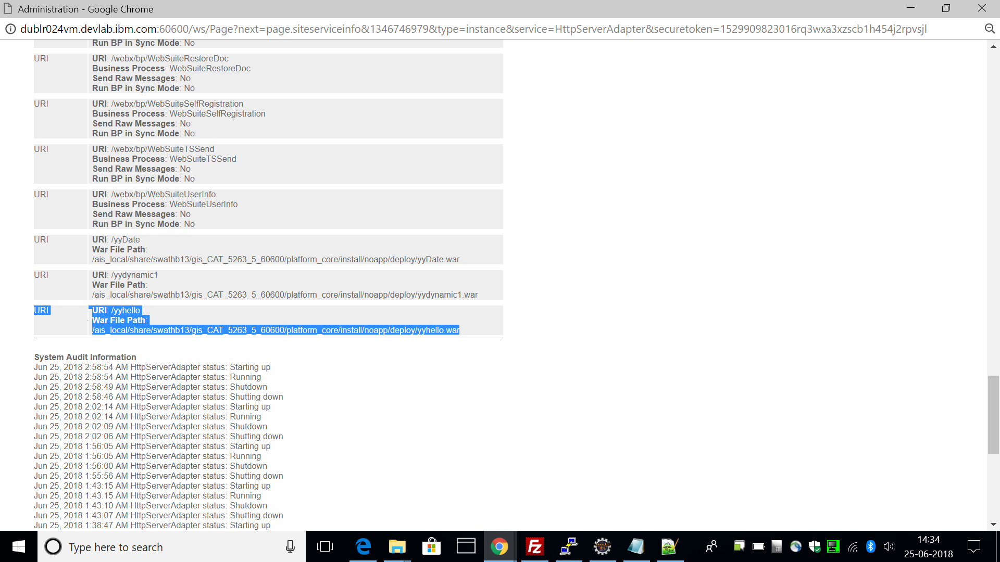 Administration - Google Chrome
dublr024vm.devlab.ibm.com:60600/ws/Page?next=page.siteserviceinfo&1346746979&type=instance&service=HttpServerAdapter&securetoken=1529909823016rq3wxa3xzscb1h454j2rpvsjl
Run BP in Sync Mode: No
URI URI: /webx/bp/WebSuiteRestoreDoc
Business Process: WebSuiteRestoreDoc
Send Raw Messages: No
Run BP in Sync Mode: No
URI URI: /webx/bp/WebSuiteSelfRegistration
Business Process: WebSuiteSelfRegistration
Send Raw Messages: No
Run BP in Sync Mode: No
URI URI: /webx/bp/WebSuiteTSSend
Business Process: WebSuiteTSSend
Send Raw Messages: No
Run BP in Sync Mode: No
URI URI: /webx/bp/WebSuiteUserInfo
Business Process: WebSuiteUserInfo
Send Raw Messages: No
Run BP in Sync Mode: No
URI URI: /yyDate
War File Path:
/ais_local/share/swathb13/gis_CAT_5263_5_60600/platform_core/install/noapp/deploy/yyDate.war
URI URI: /yydynamic1
War File Path:
/ais_local/share/swathb13/gis_CAT_5263_5_60600/platform_core/install/noapp/deploy/yydynamic1.war
URI URI: /yyhello
War File Path:
/ais_local/share/swathb13/gis_CAT_5263_5_60600/platform_core/install/noapp/deploy/yyhello.war
System Audit Information
Jun 25, 2018 2:58:54 AM HttpServerAdapter status: Starting up
Jun 25, 2018 2:58:54 AM HttpServerAdapter status: Running
Jun 25, 2018 2:58:49 AM HttpServerAdapter status: Shutdown
Jun 25, 2018 2:58:46 AM HttpServerAdapter status: Shutting down
Jun 25, 2018 2:02:14 AM HttpServerAdapter status: Starting up
Jun 25, 2018 2:02:14 AM HttpServerAdapter status: Running
Jun 25, 2018 2:02:09 AM HttpServerAdapter status: Shutdown
Jun 25, 2018 2:02:06 AM HttpServerAdapter status: Shutting down
Jun 25, 2018 1:56:05 AM HttpServerAdapter status: Starting up
Jun 25, 2018 1:56:05 AM HttpServerAdapter status: Running
Jun 25, 2018 1:56:00 AM HttpServerAdapter status: Shutdown
Jun 25, 2018 1:55:56 AM HttpServerAdapter status: Shutting down
Jun 25, 2018 1:43:15 AM HttpServerAdapter status: Starting up
Jun 25, 2018 1:43:15 AM HttpServerAdapter status: Running
Jun 25, 2018 1:43:10 AM HttpServerAdapter status: Shutdown
Jun 25, 2018 1:43:07 AM HttpServerAdapter status: Shutting down
Jun 25, 2018 1:38:47 AM HttpServerAdapter status: Starting up
Type here to search
Fz
Java EE
IDE
14:34
25-06-2018